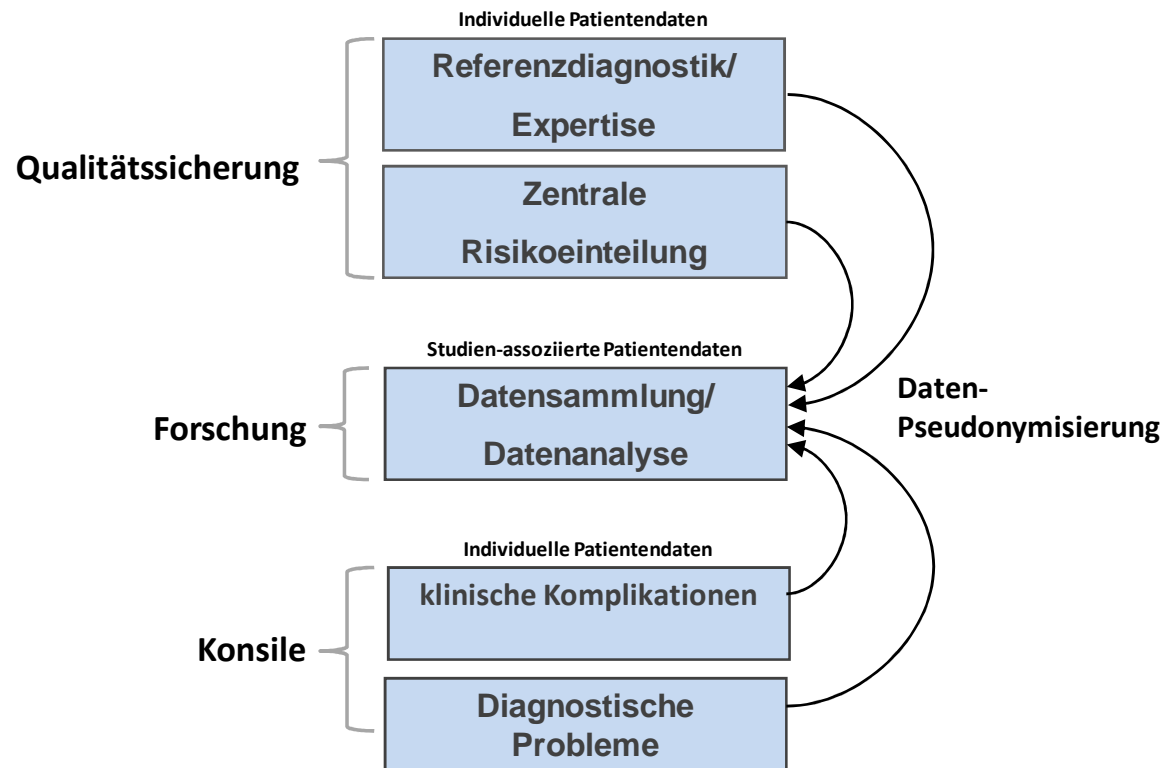 Individuelle Patientendaten
Referenzdiagnostik/
Expertise
Qualitätssicherung
Zentrale
Risikoeinteilung
Studien-assoziierte Patientendaten
Datensammlung/
Datenanalyse
Forschung
Daten-
Pseudonymisierung
Individuelle Patientendaten
klinische Komplikationen
Konsile
Diagnostische
Probleme